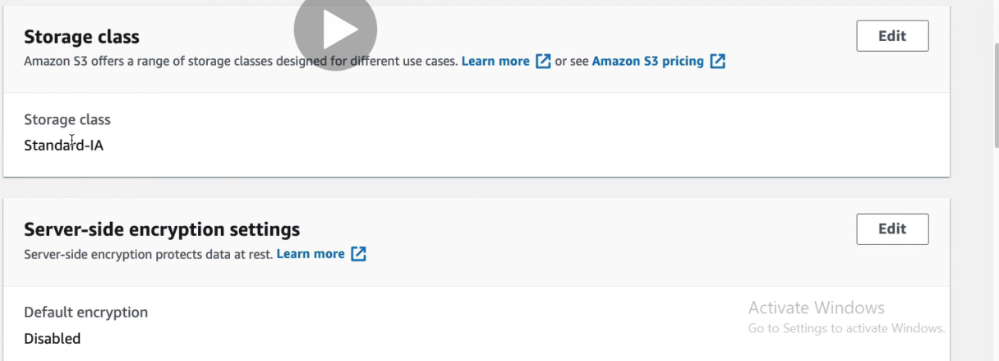 Storage class
Edit
Amazon S3 offers a range of storage classes designed for different use cases. Learn more or see Amazon S3 pricing
Storage class
Standard-IA
Server-side encryption settings
Edit
Server-side encryption protects data at rest. Learn more
Default encryption
Disabled
Activate Windows
Go to Settings to activate Windows.